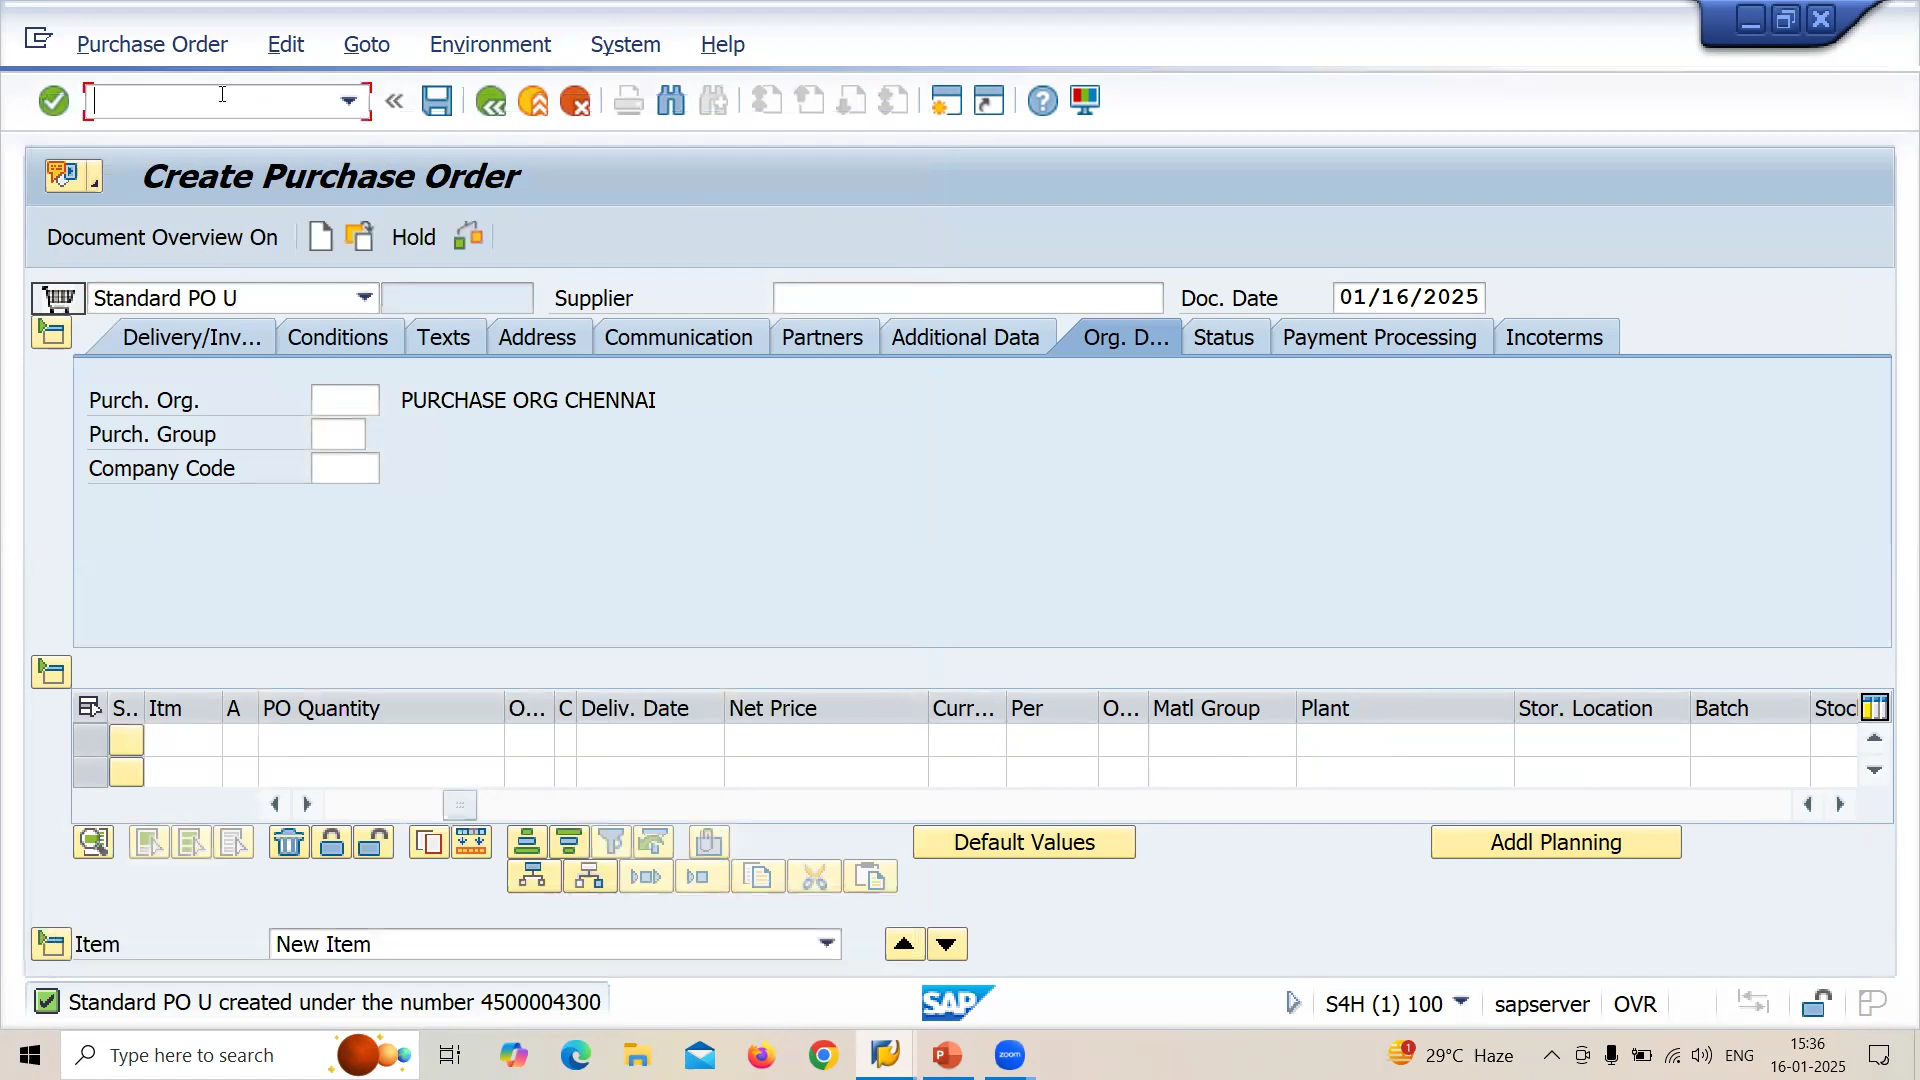 Purchase Order Edit Goto Environment System Help
Create Purchase Order
Document Overview On Hold
Standard PO U Supplier Doc. Date 01/16/2025
Delivery/Inv... Conditions Texts Address Communication Partners Additional Data Org. D... Status Payment Processing Incoterms
Purch. Org. PURCHASE ORG CHENNAI
Purch. Group
Company Code
S.. Itm A PO Quantity O... C Deliv. Date Net Price Curr... Per O... Matl Group Plant Stor. Location Batch Stoc
Default Values Addl Planning
Item New Item
Standard PO U created under the number 4500004300 SAP S4H (1) 100 sapserver OVR
Type here to search zoom 1 29°C Haze ENG 15:36
16-01-2025